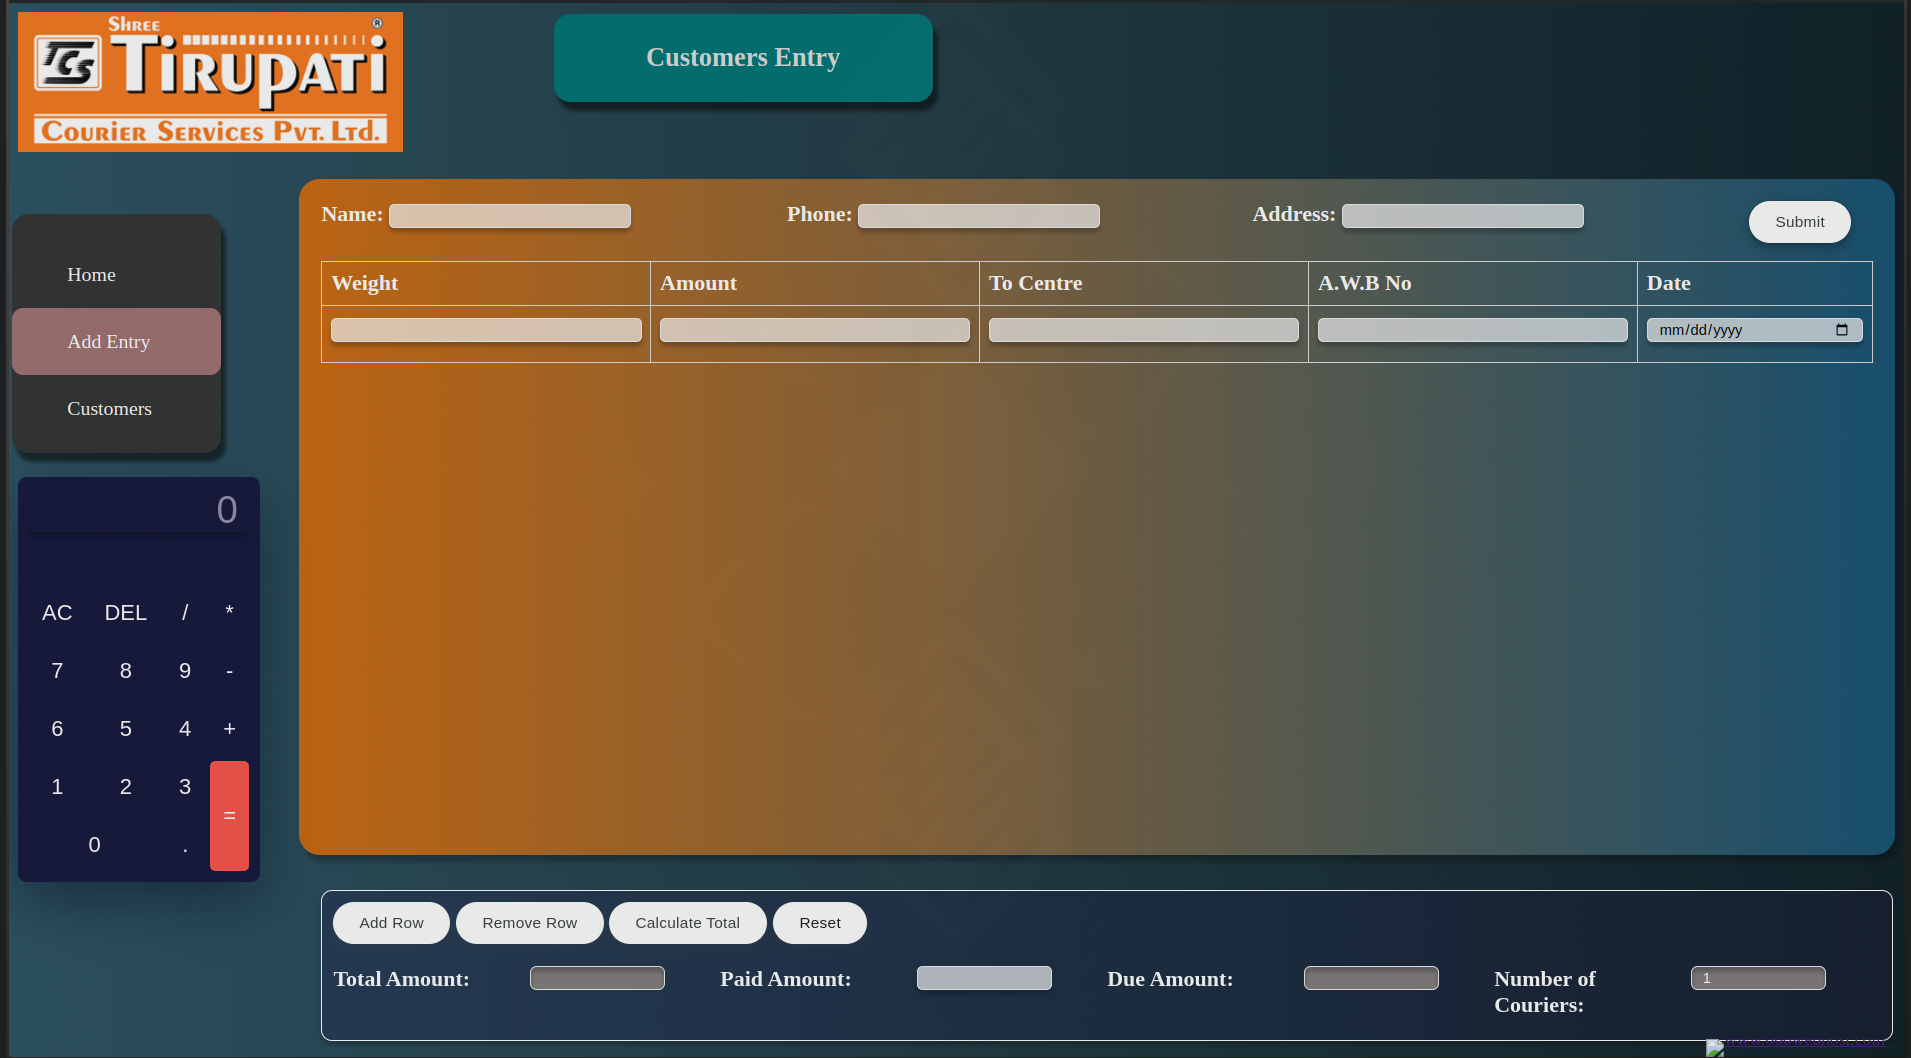 SHREE
®
TCS TIRUPATI
COURIER SERVICES PVT. LTD.
Customers Entry
Name:
Phone:
Address:
Submit
Home
Add Entry
Customers
Weight Amount To Centre A.W.B No Date
mm/dd/yyyy
0
AC DEL / *
7 8 9 -
6 5 4 +
1 2 3
=
0 .
Add Row Remove Row Calculate Total Reset
Total Amount:
Paid Amount:
Due Amount:
Number of
Couriers:
1